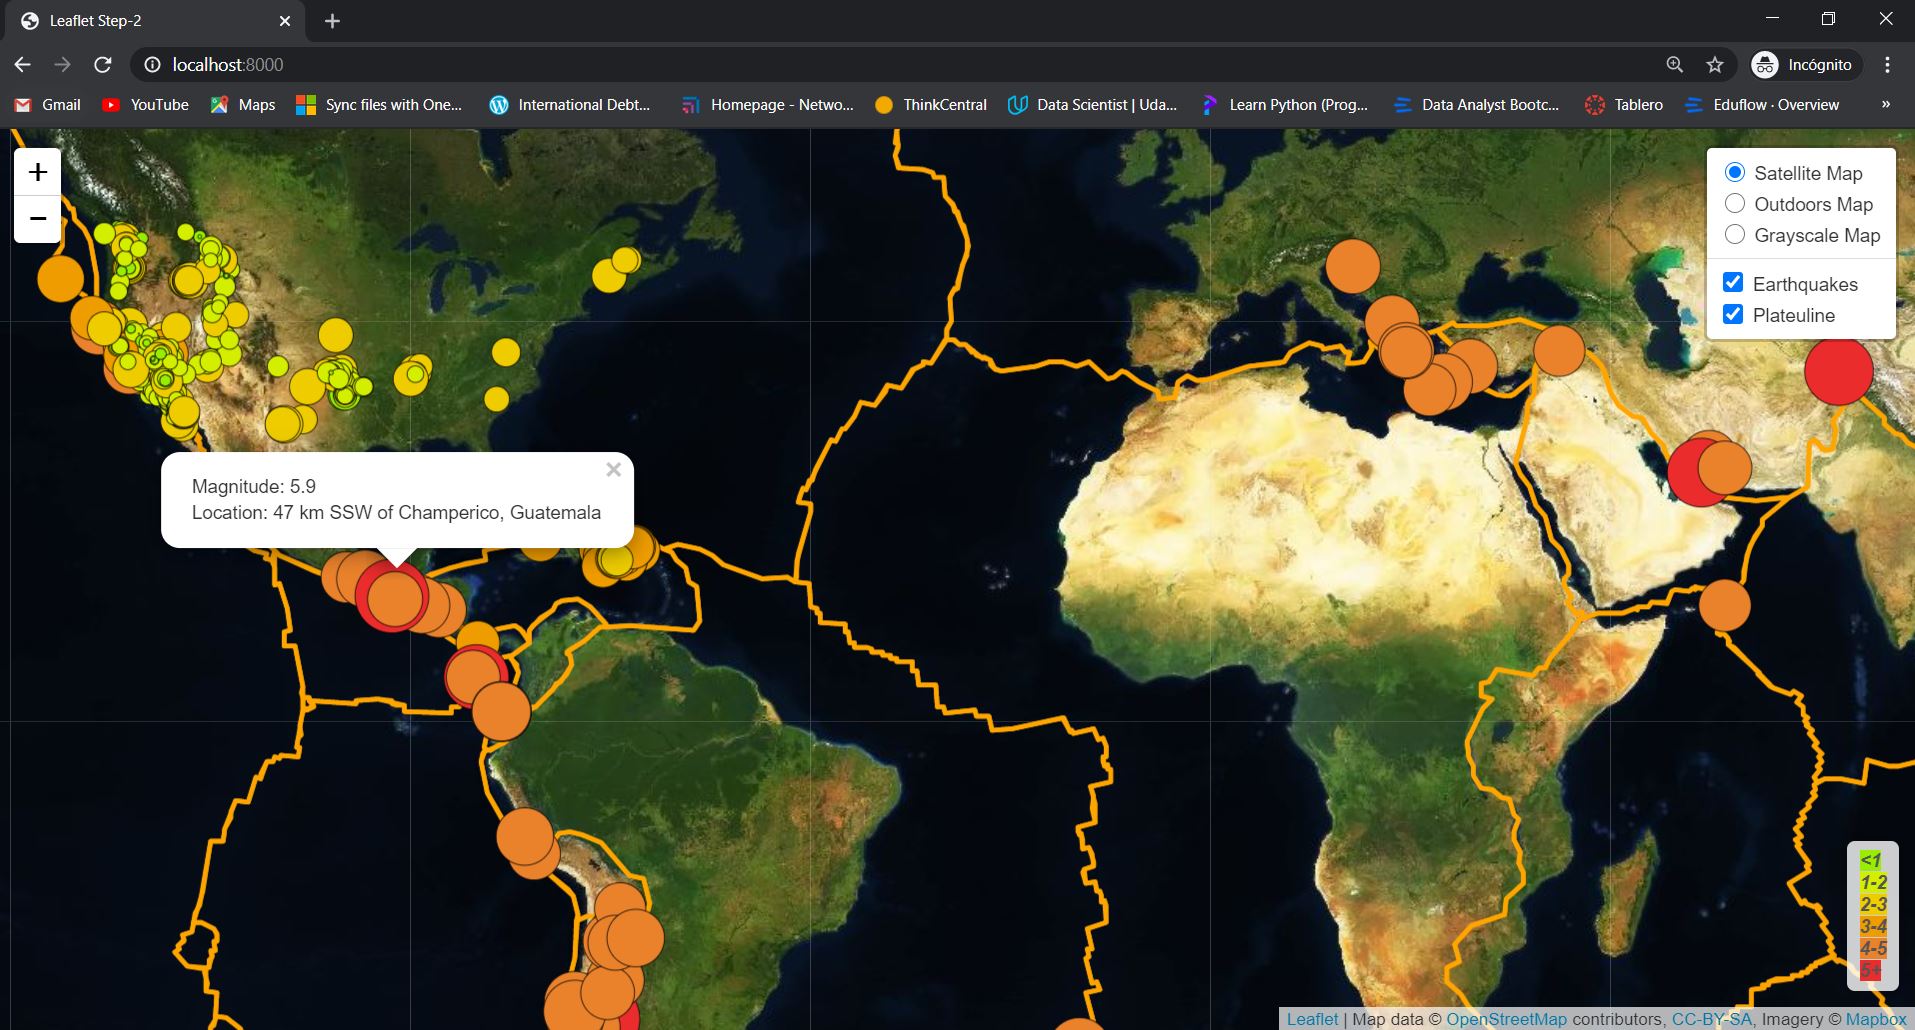 Leaflet Step-2
localhost:8000
Incógnito
Gmail
YouTube
Maps
Sync files with One...
International Debt...
Homepage - Netwo...
ThinkCentral
Data Scientist | Uda...
Learn Python (Prog...
Data Analyst Bootc...
Tablero
Eduflow · Overview
»
+
−
Satellite Map
Outdoors Map
Grayscale Map
Earthquakes
Plateuline
Magnitude: 5.9
Location: 47 km SSW of Champerico, Guatemala
<1
1-2
2-3
3-4
4-5
5+
Leaflet | Map data © OpenStreetMap contributors, CC-BY-SA, Imagery © Mapbox